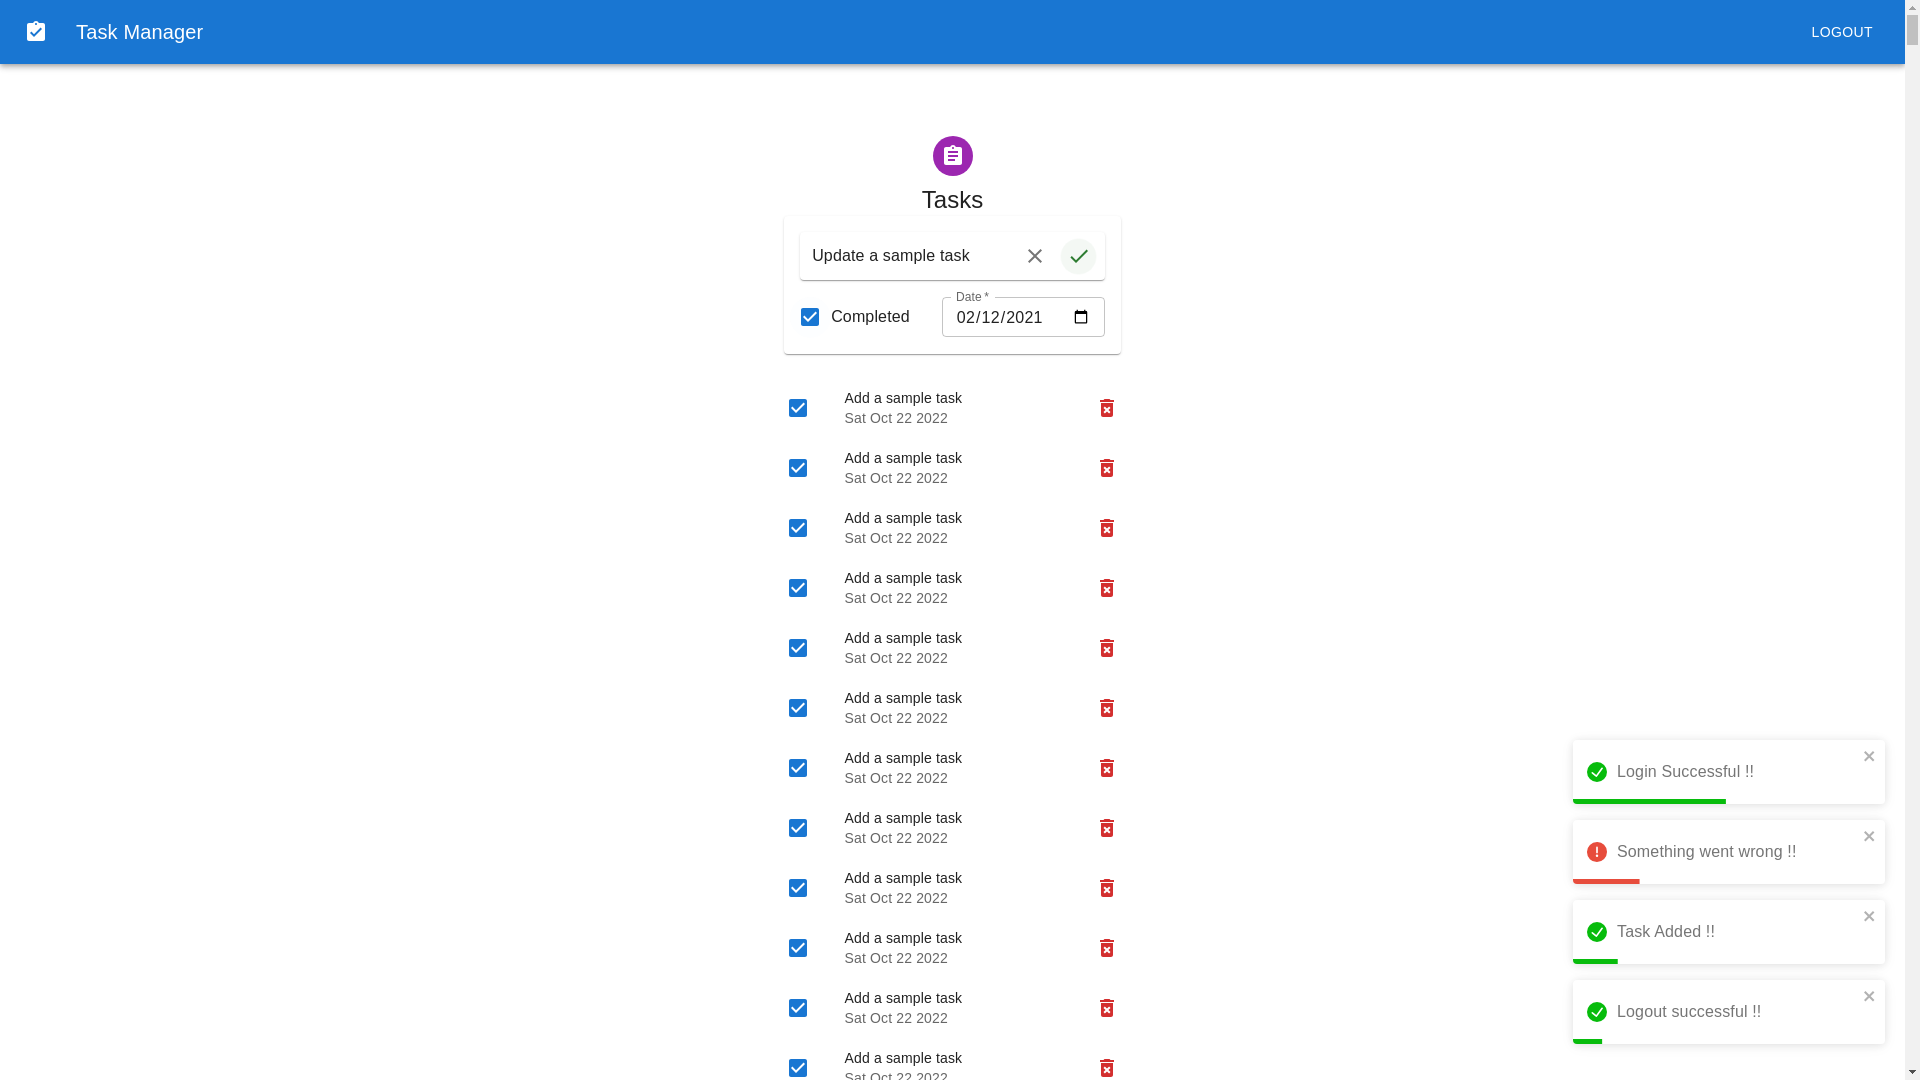 Task Manager
LOGOUT
Tasks
Update a sample task
Completed
Date *
02/12/2021
Add a sample task
Sat Oct 22 2022
Add a sample task
Sat Oct 22 2022
Add a sample task
Sat Oct 22 2022
Add a sample task
Sat Oct 22 2022
Add a sample task
Sat Oct 22 2022
Add a sample task
Sat Oct 22 2022
Add a sample task
Sat Oct 22 2022
Add a sample task
Sat Oct 22 2022
Add a sample task
Sat Oct 22 2022
Add a sample task
Sat Oct 22 2022
Add a sample task
Sat Oct 22 2022
Add a sample task
Sat Oct 22 2022
Login Successful !!
Something went wrong !!
Task Added !!
Logout successful !!